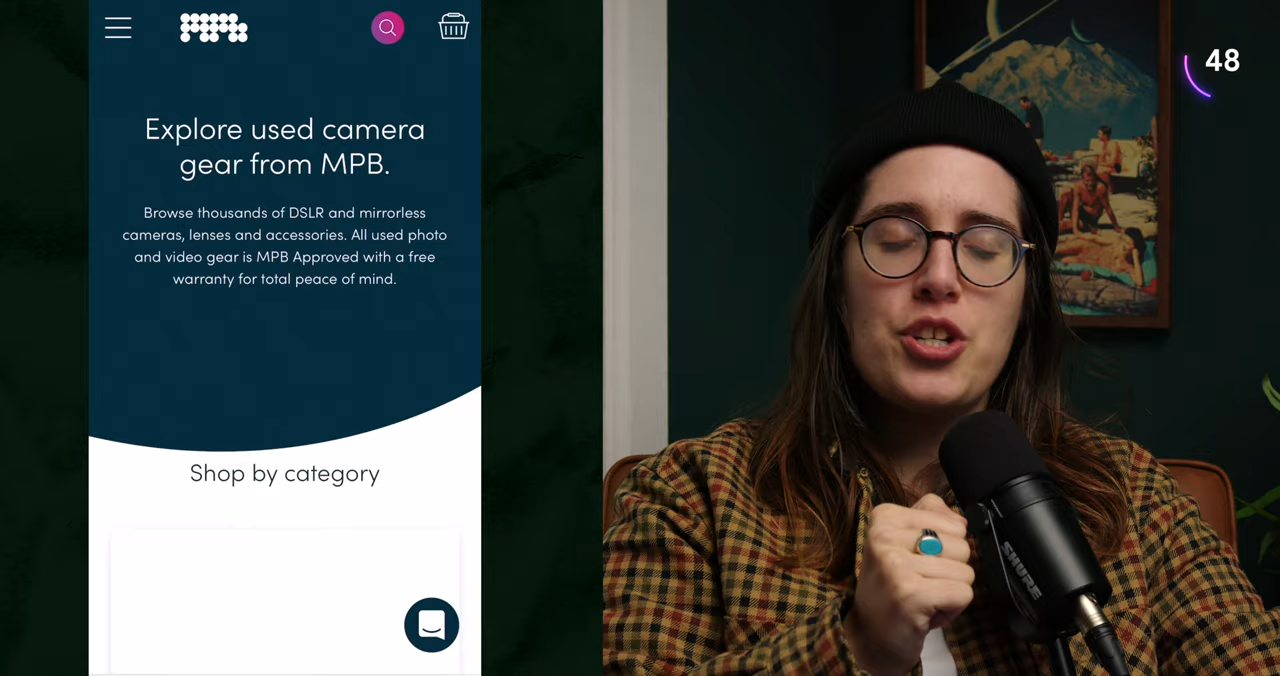 mpb
Explore used camera
gear from MPB.
Browse thousands of DSLR and mirrorless
cameras, lenses and accessories. All used photo
and video gear is MPB Approved with a free
warranty for total peace of mind.
Shop by category
48
SHURE